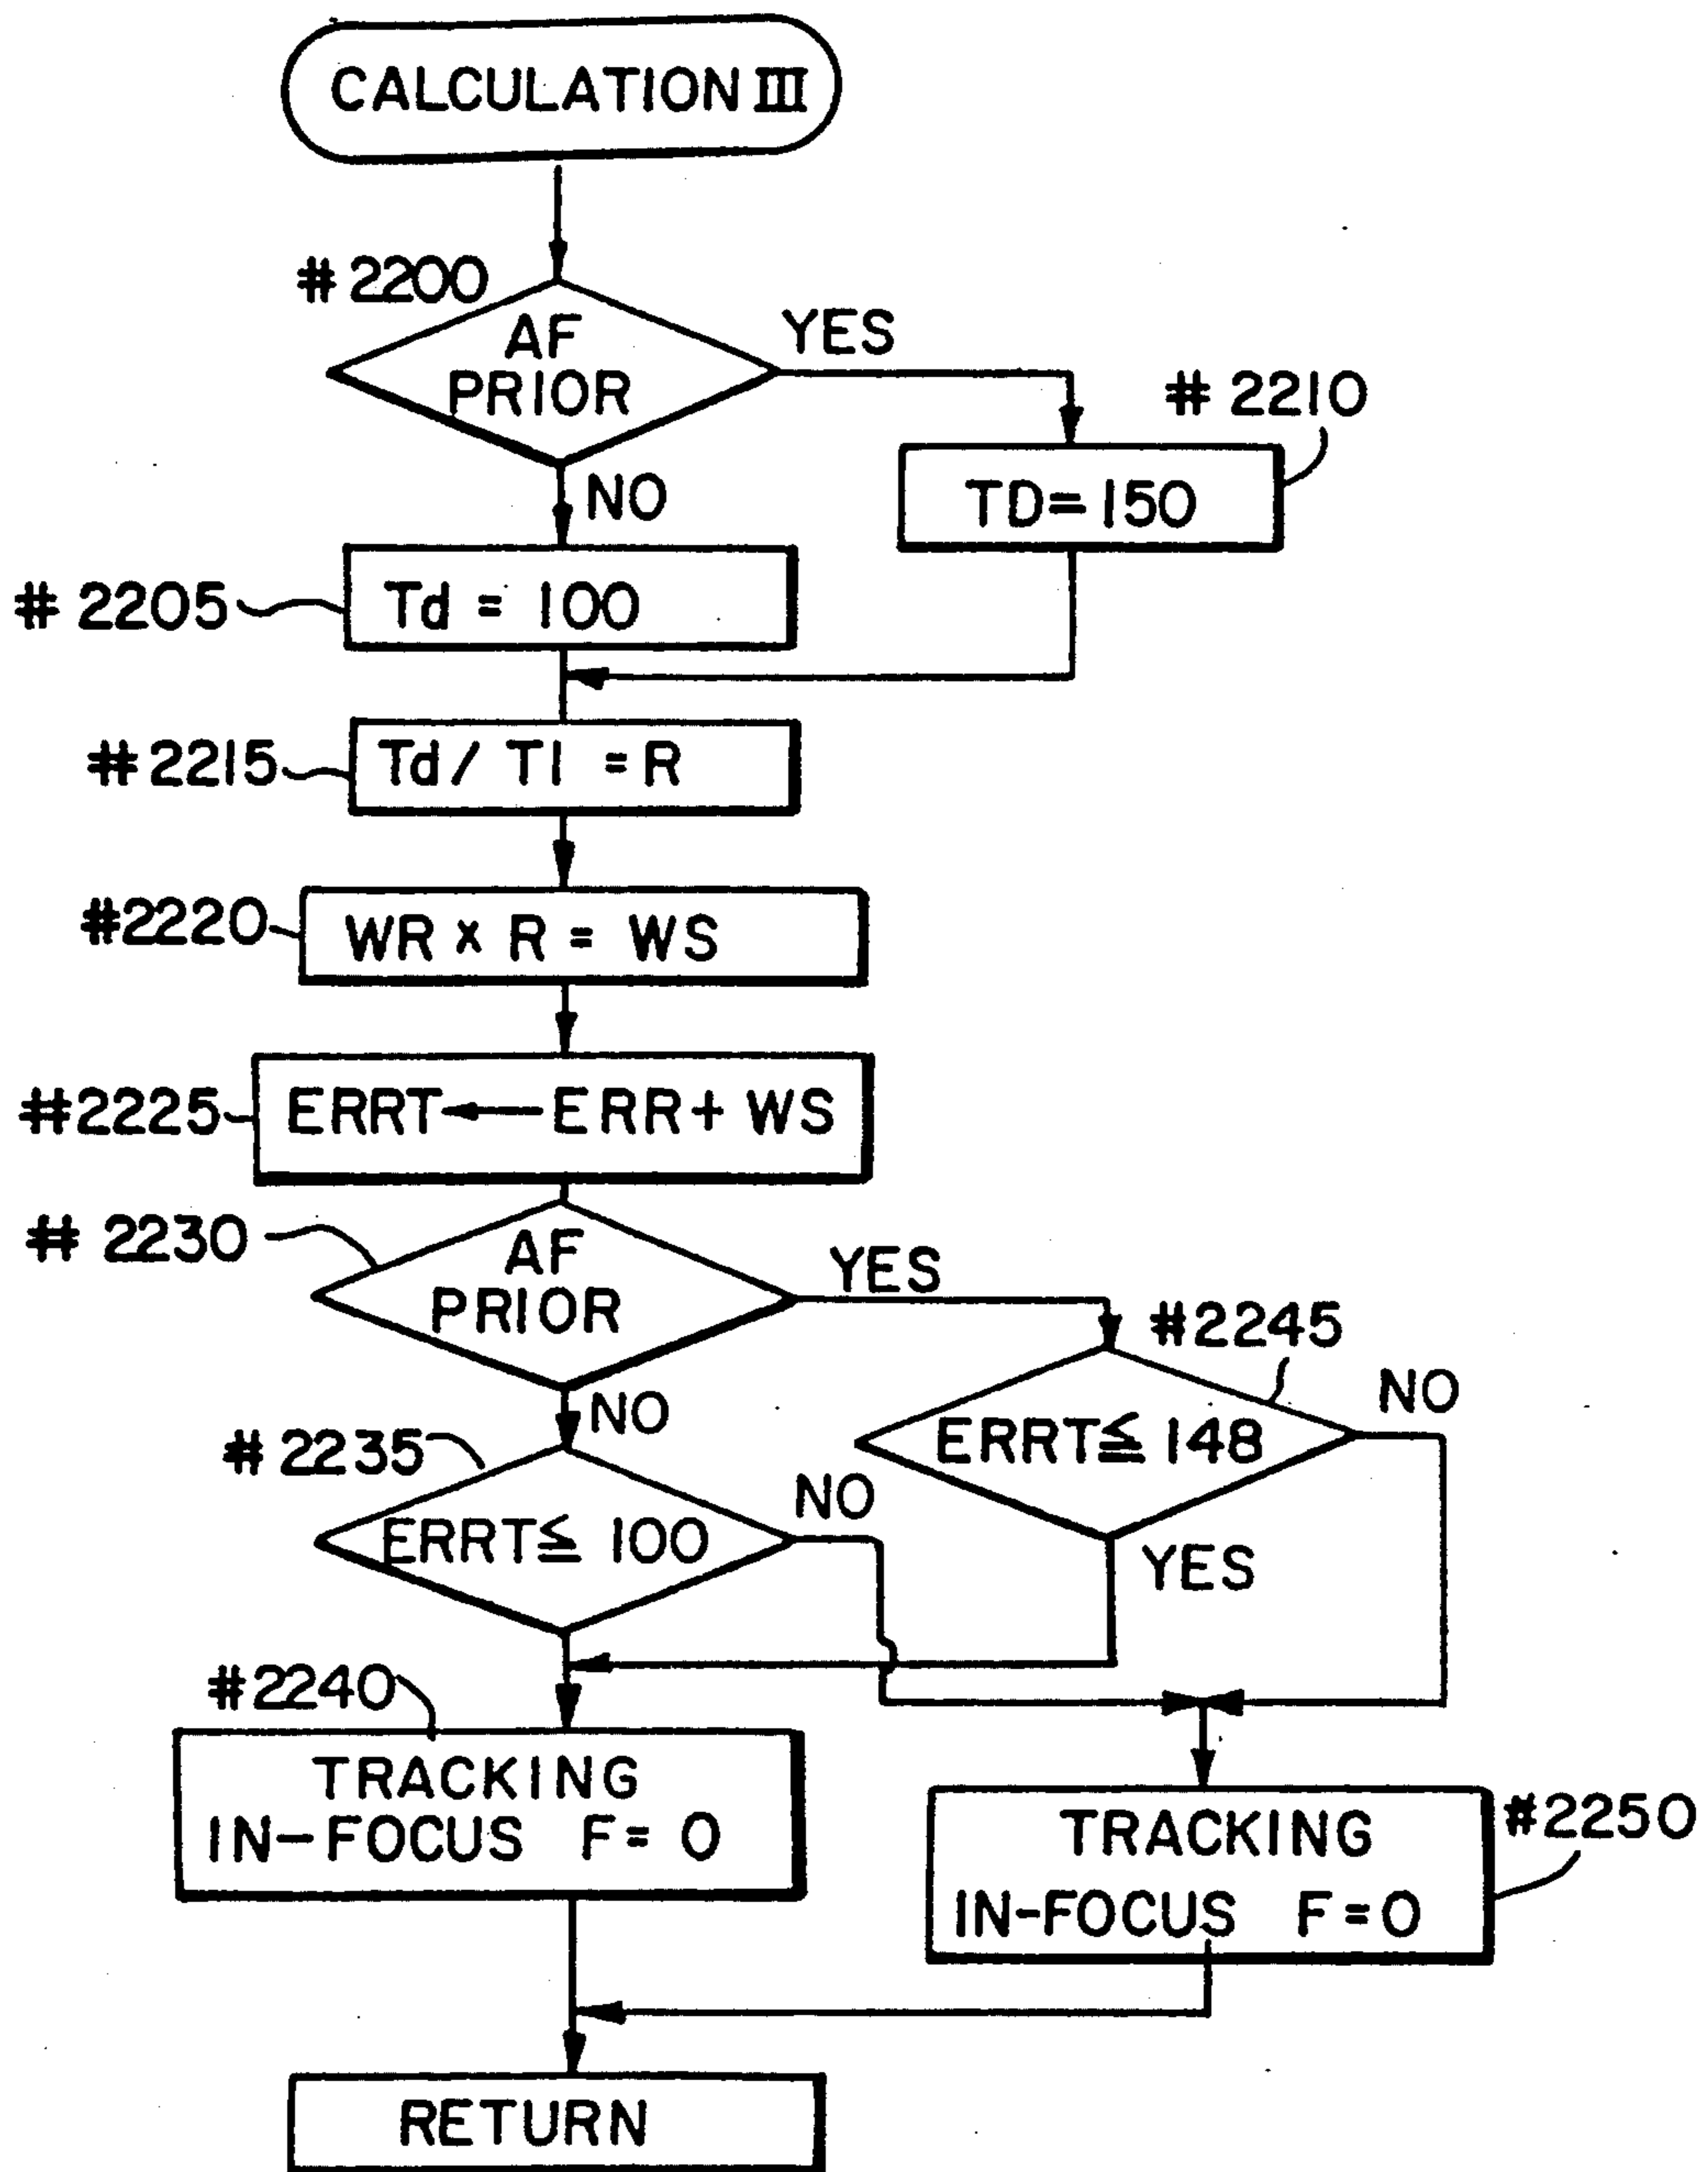 CALCULATION III
#2200
AF
PRIOR
YES
NO
#2210
TD=150
#2205
Td = 100
#2215
Td / T1 = R
#2220
WR x R = WS
#2225
ERRT ← ERR + WS
#2230
AF
PRIOR
YES
NO
#2245
ERRT ≦ 148
NO
YES
#2235
ERRT ≦ 100
NO
#2240
TRACKING
IN-FOCUS F = 0
#2250
TRACKING
IN-FOCUS F = 0
RETURN